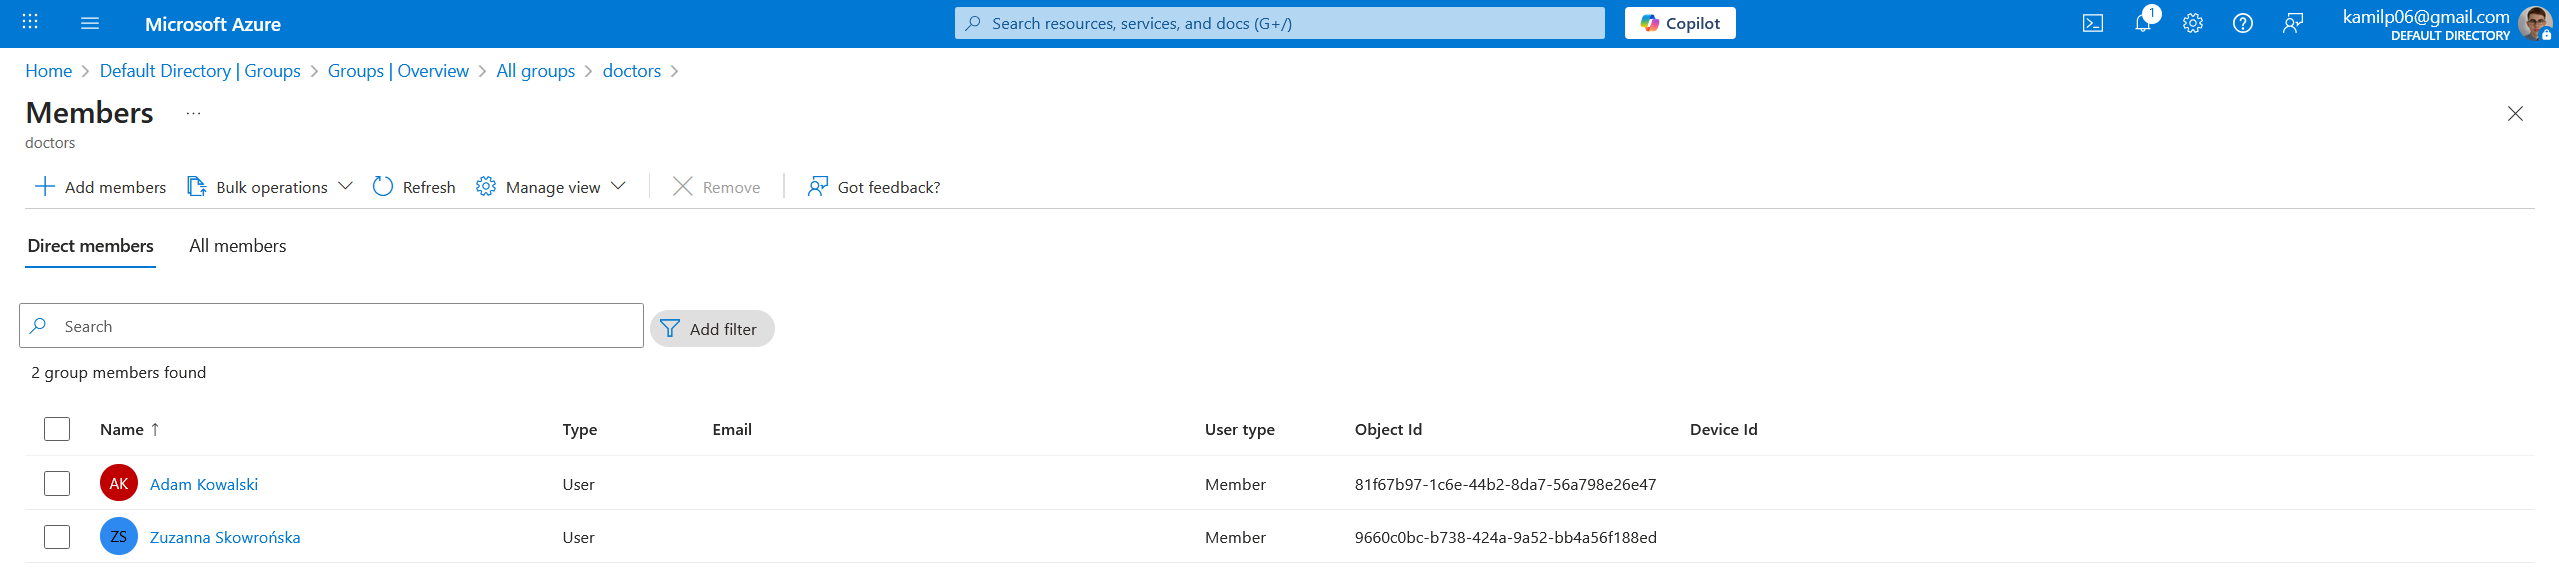 Microsoft Azure
Search resources, services, and docs (G+/)
Copilot
1
kamilp06@gmail.com
DEFAULT DIRECTORY
Home > Default Directory | Groups > Groups | Overview > All groups > doctors >
Members ...
doctors
Add members Bulk operations Refresh Manage view Remove Got feedback?
Direct members All members
Search Add filter
2 group members found
Name ↑ Type Email User type Object Id Device Id
AK Adam Kowalski User Member 81f67b97-1c6e-44b2-8da7-56a798e26e47
ZS Zuzanna Skowrońska User Member 9660c0bc-b738-424a-9a52-bb4a56f188ed